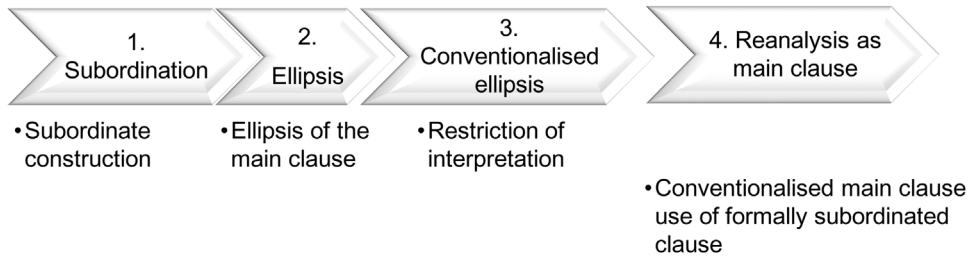 1.
Subordination
2.
Ellipsis
3.
Conventionalised
ellipsis
4. Reanalysis as
main clause
•Subordinate
construction
•Ellipsis of the
main clause
•Restriction of
interpretation
•Conventionalised main clause
use of formally subordinated
clause